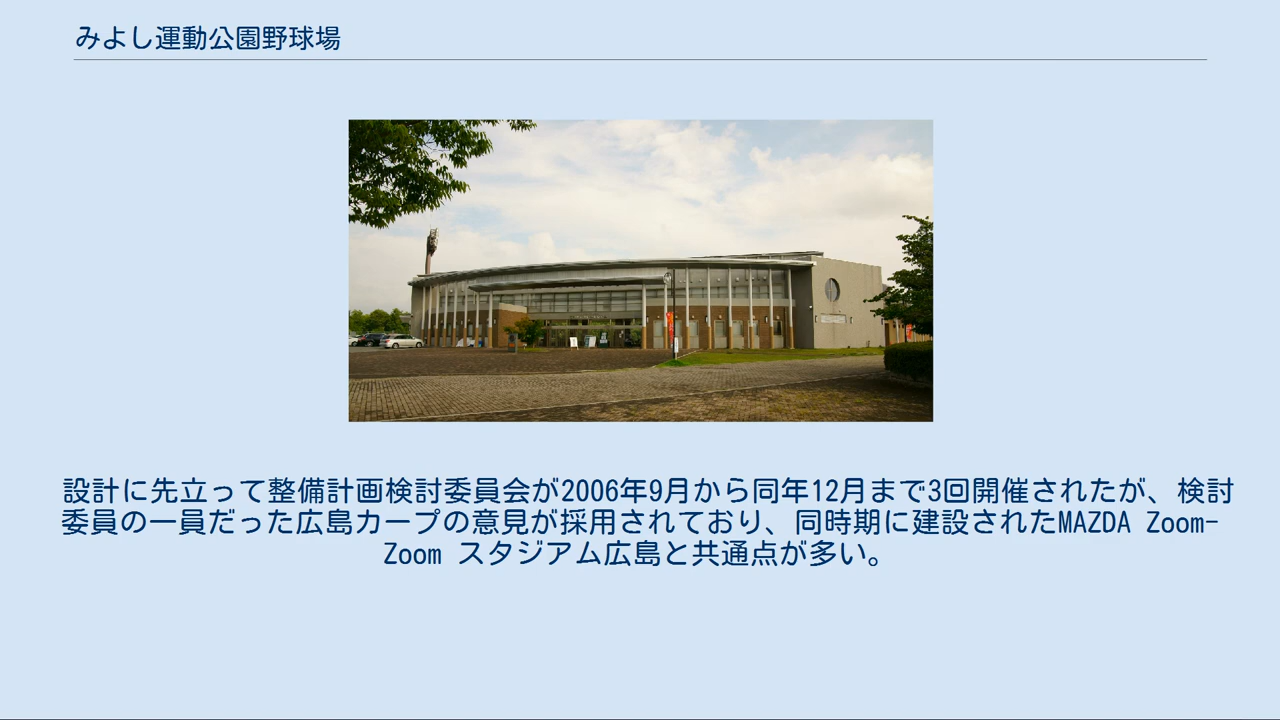 みよし運動公園野球場
設計に先立って整備計画検討委員会が2006年9月から同年12月まで3回開催されたが、検討
委員の一員だった広島カープの意見が採用されており、同時期に建設されたMAZDA Zoom-
Zoom スタジアム広島と共通点が多い。